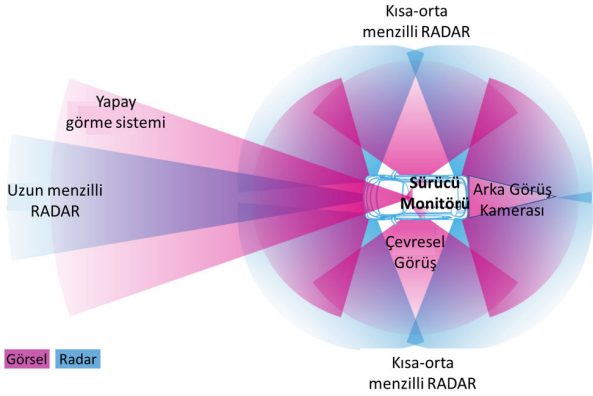 Kısa-orta
menzilli RADAR
Yapay
görme sistemi
Uzun menzilli
RADAR
Sürücü
Monitörü
Arka Görüş
Kamerası
Çevresel
Görüş
Görsel
Radar
Kısa-orta
menzilli RADAR